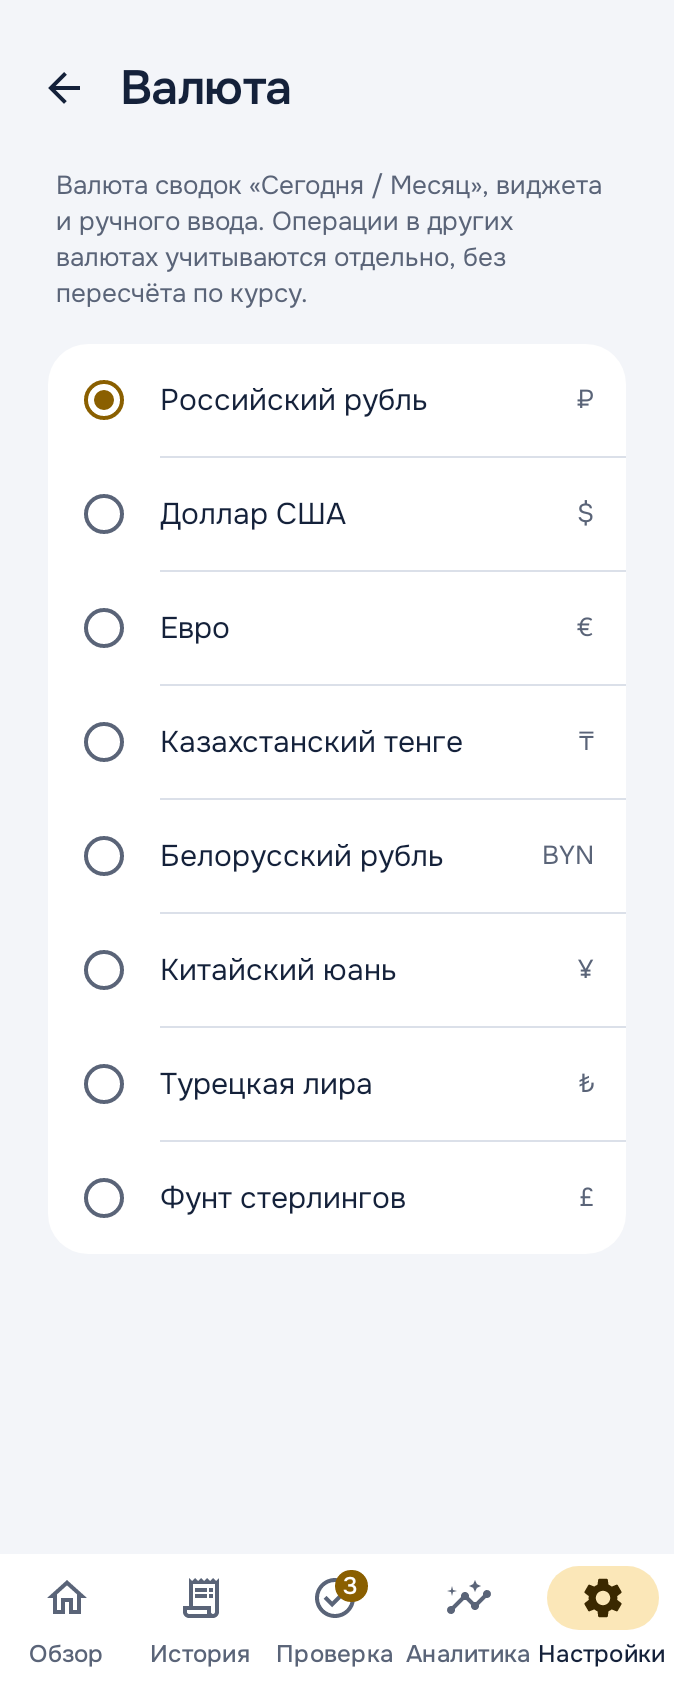 Валюта
Валюта сводок «Сегодня / Месяц», виджета
и ручного ввода. Операции в других
валютах учитываются отдельно, без
пересчёта по курсу.
Российский рубль ₽
Доллар США $
Евро €
Казахстанский тенге ₸
Белорусский рубль BYN
Китайский юань ¥
Турецкая лира ₺
Фунт стерлингов £
3
Обзор История Проверка Аналитика Настройки